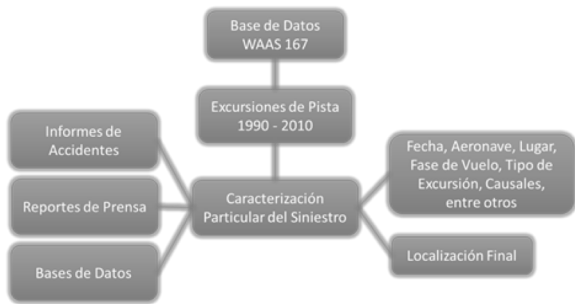 Base de Datos
WAAS 167
Excursiones de Pista
1990 - 2010
Informes de
Accidentes
Reportes de Prensa
Bases de Datos
Caracterización
Particular del Siniestro
Fecha, Aeronave, Lugar,
Fase de Vuelo, Tipo de
Excursión, Causales,
entre otros
Localización Final